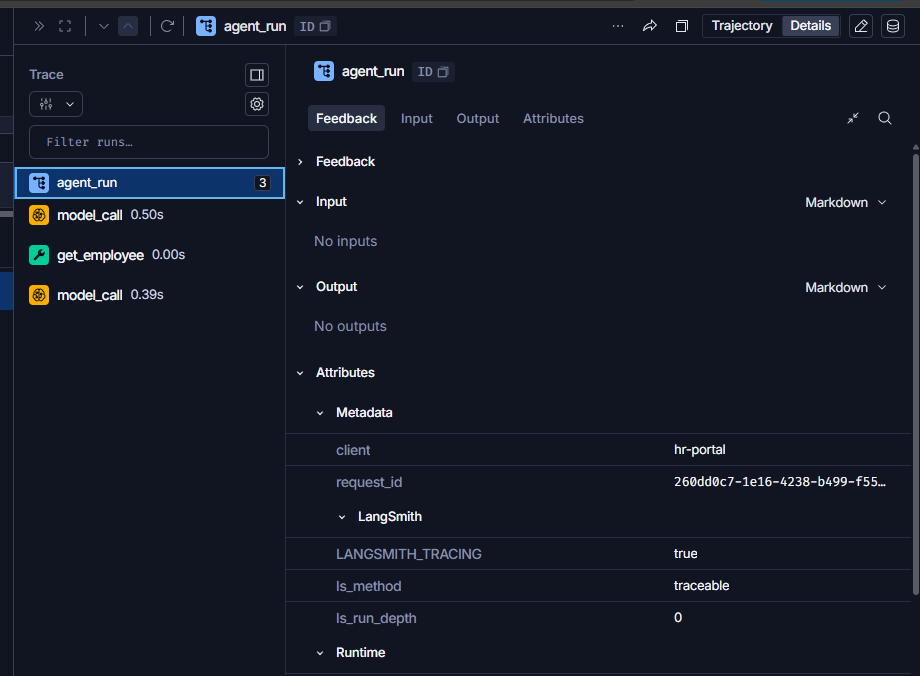 agent_run ID
Trajectory Details
Trace
Filter runs…
agent_run 3
model_call 0.50s
get_employee 0.00s
model_call 0.39s
agent_run ID
Feedback Input Output Attributes
Feedback
Input Markdown
No inputs
Output Markdown
No outputs
Attributes
Metadata
client hr-portal
request_id 260dd0c7-1e16-4238-b499-f55…
LangSmith
LANGSMITH_TRACING true
ls_method traceable
ls_run_depth 0
Runtime